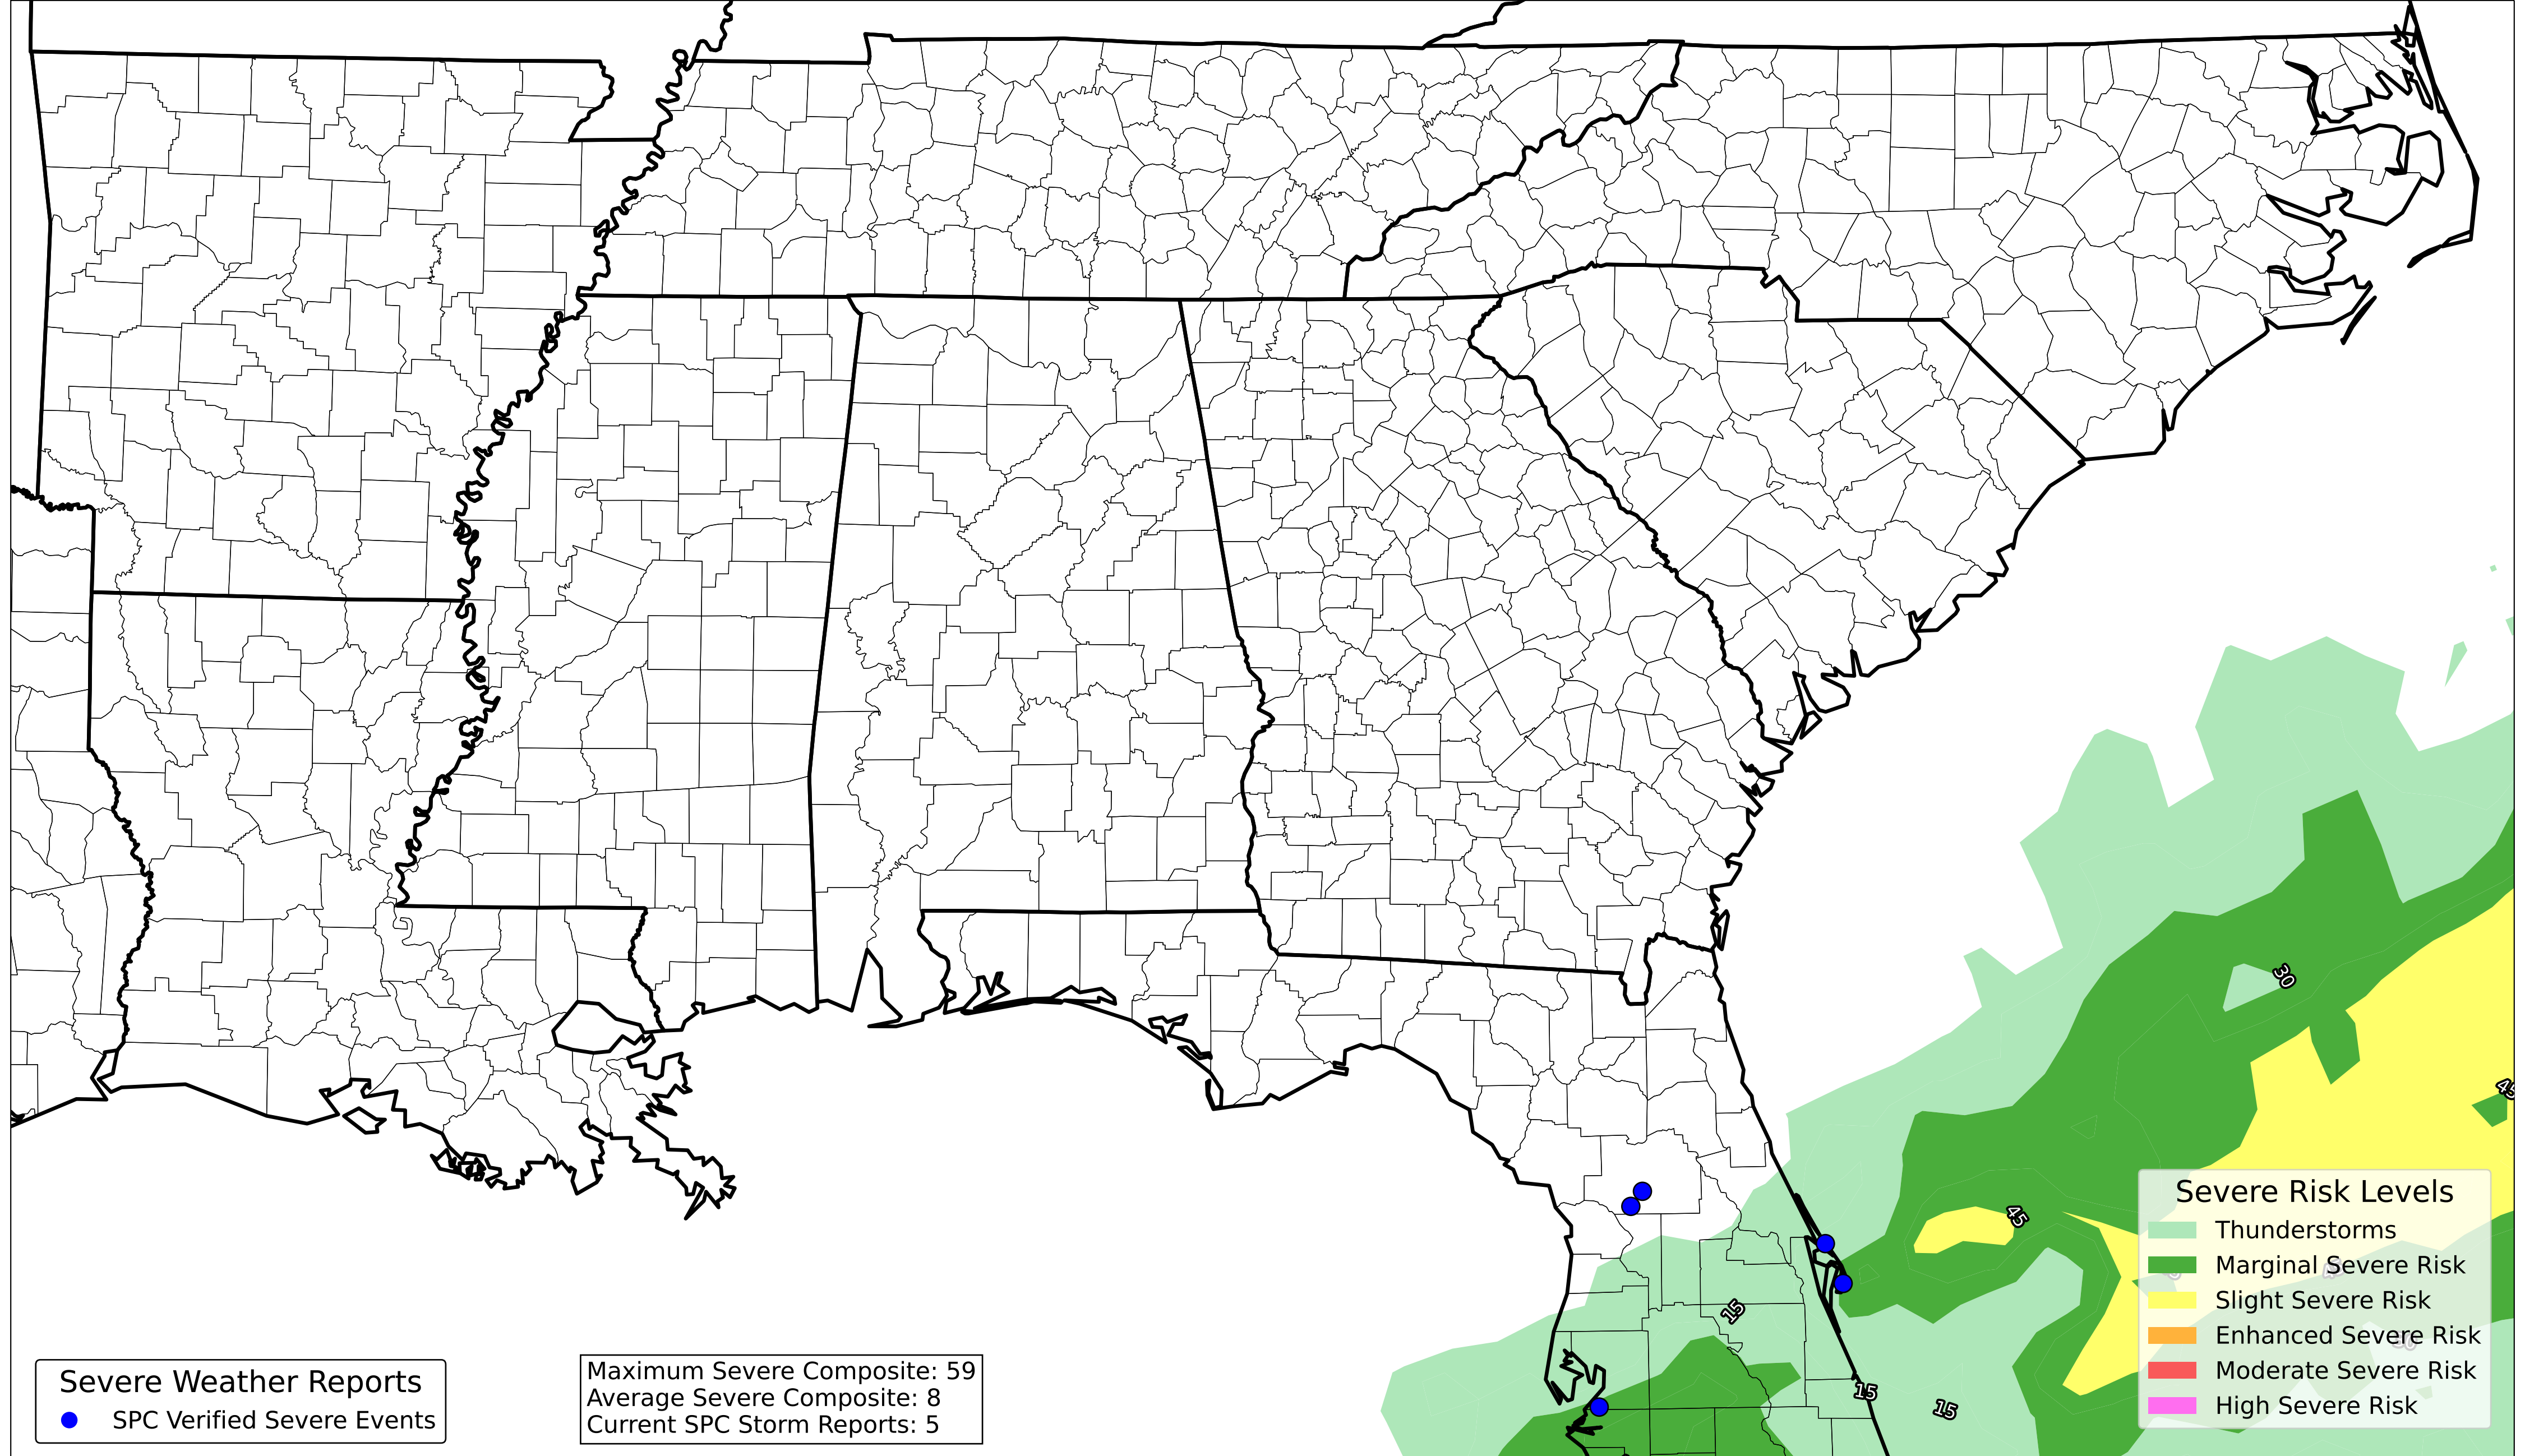 30
45
45
15
15
15
Severe Risk Levels
Thunderstorms
Marginal Severe Risk
Slight Severe Risk
Enhanced Severe Risk
Moderate Severe Risk
High Severe Risk
Severe Weather Reports
SPC Verified Severe Events
Maximum Severe Composite: 59
Average Severe Composite: 8
Current SPC Storm Reports: 5